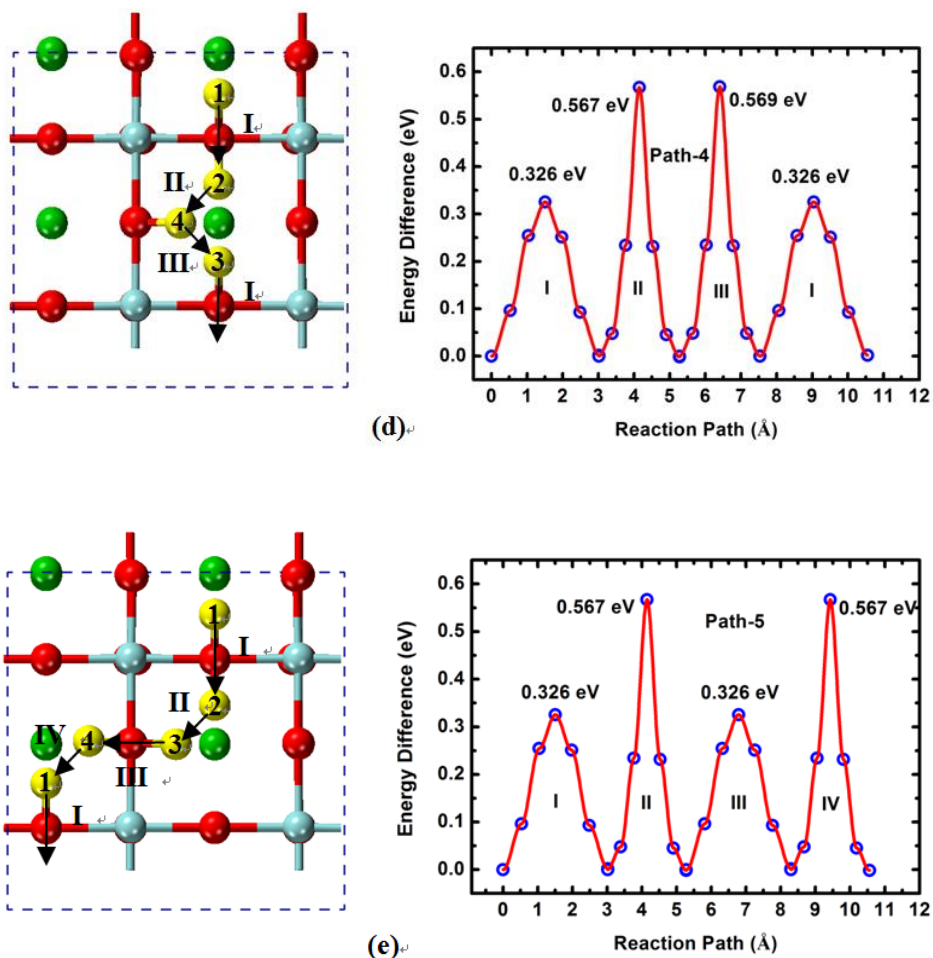 1
I
2
II
4
III
3
I
(d)
0.6
0.5
0.4
0.3
0.2
0.1
0.0
Energy Difference (eV)
0.567 eV
0.569 eV
Path-4
0.326 eV
0.326 eV
I
II
III
I
0 1 2 3 4 5 6 7 8 9 10 11 12
Reaction Path (Å)
1
I
2
II
3
IV
4
III
1
I
(e)
0.6
0.5
0.4
0.3
0.2
0.1
0.0
Energy Difference (eV)
0.567 eV
Path-5
0.567 eV
0.326 eV
0.326 eV
I
II
III
IV
0 1 2 3 4 5 6 7 8 9 10 11 12
Reaction Path (Å)